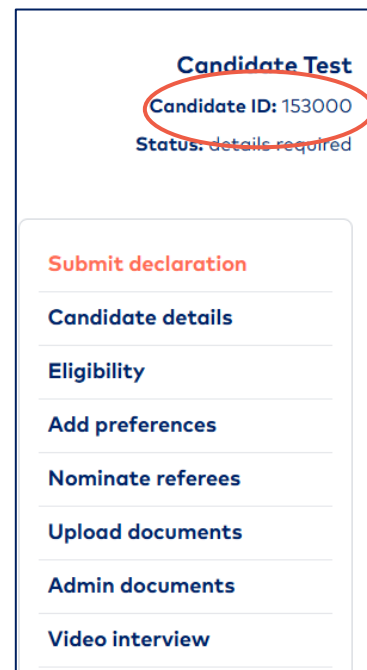 Candidate Test
Candidate ID: 153000
Status: details required
Submit declaration
Candidate details
Eligibility
Add preferences
Nominate referees
Upload documents
Admin documents
Video interview